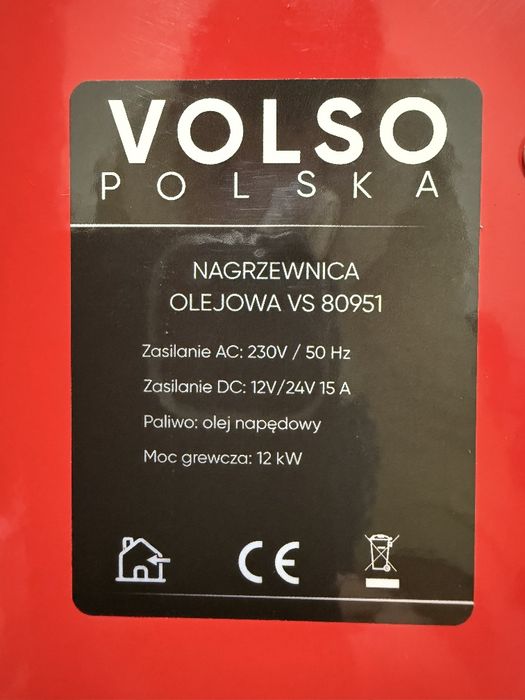 VOLSO
POLSKA
NAGRZEWNICA
OLEJOWA VS 80951
Zasilanie AC: 230V / 50 Hz
Zasilanie DC: 12V/24V 15 A
Paliwo: olej napędowy
Moc grewcza: 12 kW
CE